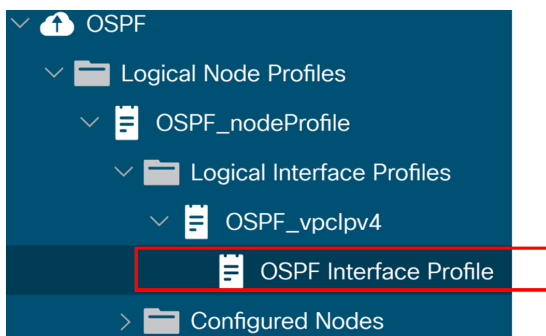 OSPF
Logical Node Profiles
OSPF_nodeProfile
Logical Interface Profiles
OSPF_vpcIpv4
OSPF Interface Profile
Configured Nodes